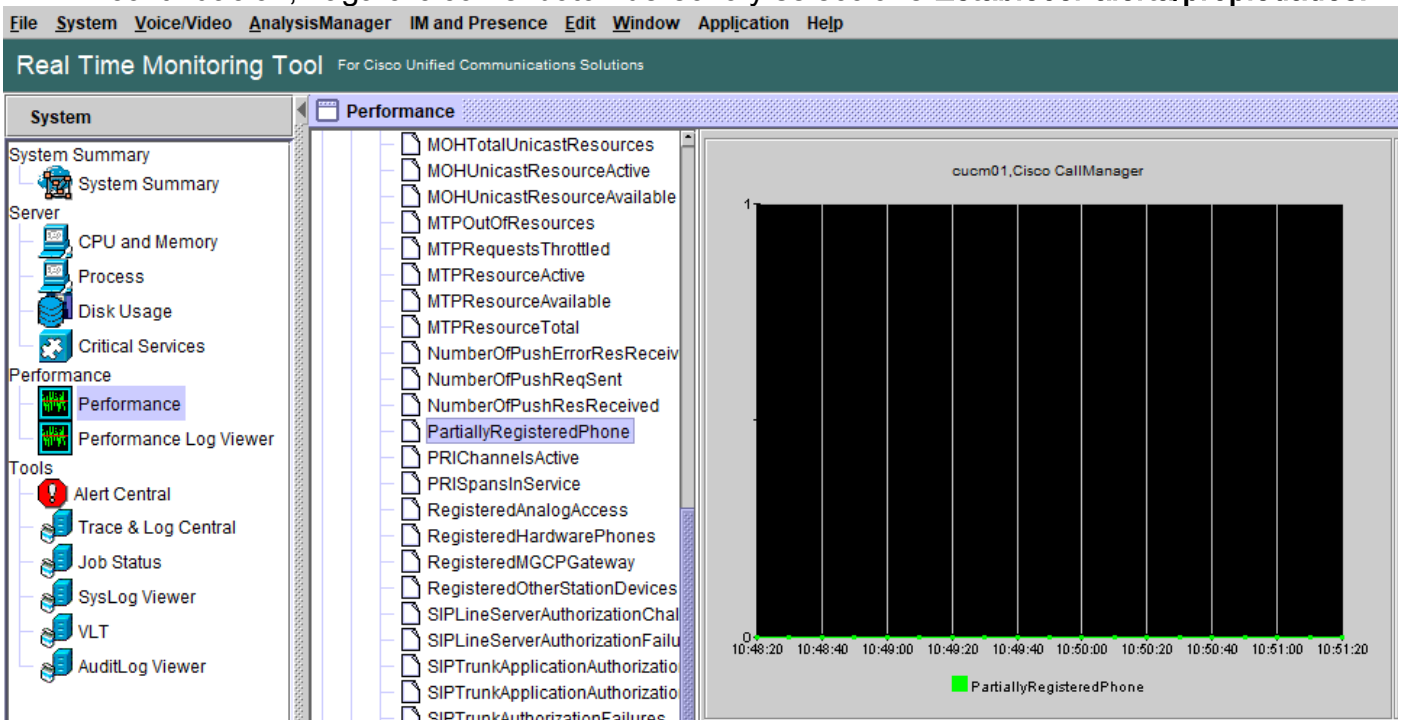 File System Voice/Video AnalysisManager IM and Presence Edit Window Application Help
Real Time Monitoring Tool For Cisco Unified Communications Solutions
System
System Summary
System Summary
Server
CPU and Memory
Process
Disk Usage
Critical Services
Performance
Performance
Performance Log Viewer
Tools
Alert Central
Trace & Log Central
Job Status
SysLog Viewer
VLT
AuditLog Viewer
Performance
MOHTotalUnicastResources
MOHUnicastResourceActive
MOHUnicastResourceAvailable
MTPOutOfResources
MTPRequestsThrottled
MTPResourceActive
MTPResourceAvailable
MTPResourceTotal
NumberOfPushErrorResReceiv
NumberOfPushReqSent
NumberOfPushResReceived
PartiallyRegisteredPhone
PRIChannelsActive
PRISpansInService
RegisteredAnalogAccess
RegisteredHardwarePhones
RegisteredMGCPGateway
RegisteredOtherStationDevices
SIPLineServerAuthorizationChal
SIPLineServerAuthorizationFailu
SIPTrunkApplicationAuthorizatio
SIPTrunkApplicationAuthorizatio
SIPTrunkAuthorizationFailures
cucm01,Cisco CallManager
1
0
10:48:20 10:48:40 10:49:00 10:49:20 10:49:40 10:50:00 10:50:20 10:50:40 10:51:00 10:51:20
PartiallyRegisteredPhone